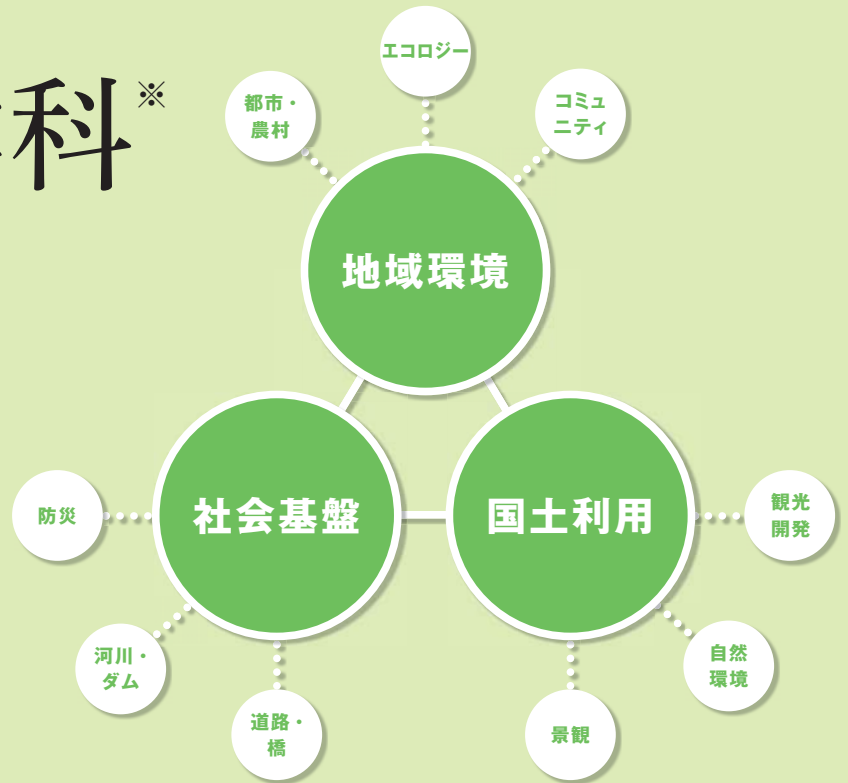 科※
エコロジー
都市・
農村
コミュ
ニティ
地域環境
社会基盤
国土利用
防災
観光
開発
河川・
ダム
自然
環境
道路・
橋
景観